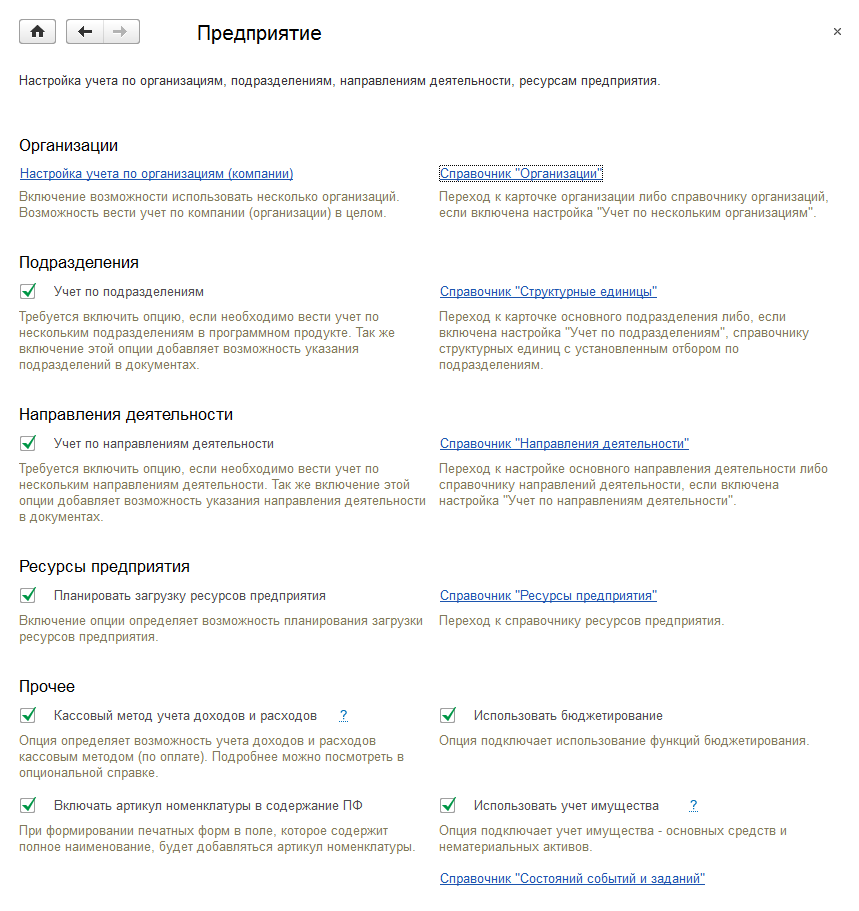 Предприятие
Настройка учета по организациям, подразделениям, направлениям деятельности, ресурсам предприятия.
Организации
Настройка учета по организациям (компании)
Включение возможности использовать несколько организаций.
Возможность вести учет по компании (организации) в целом.
Справочник "Организации"
Переход к карточке организации либо справочнику организаций,
если включена настройка "Учет по нескольким организациям".
Подразделения
Учет по подразделениям
Требуется включить опцию, если необходимо вести учет по
нескольким подразделениям в программном продукте. Так же
включение этой опции добавляет возможность указания
подразделений в документах.
Справочник "Структурные единицы"
Переход к карточке основного подразделения либо, если
включена настройка "Учет по подразделениям", справочнику
структурных единиц с установленным отбором по
подразделениям.
Направления деятельности
Учет по направлениям деятельности
Требуется включить опцию, если необходимо вести учет по
нескольким направлениям деятельности. Так же включение этой
опции добавляет возможность указания направления деятельности
в документах.
Справочник "Направления деятельности"
Переход к настройке основного направления деятельности либо
справочнику направлений деятельности, если включена
настройка "Учет по направлениям деятельности".
Ресурсы предприятия
Планировать загрузку ресурсов предприятия
Включение опции определяет возможность планирования загрузки
ресурсов предприятия.
Справочник "Ресурсы предприятия"
Переход к справочнику ресурсов предприятия.
Прочее
Кассовый метод учета доходов и расходов ?
Опция определяет возможность учета доходов и расходов
кассовым методом (по оплате). Подробнее можно посмотреть в
опциональной справке.
Использовать бюджетирование
Опция подключает использование функций бюджетирования.
Включать артикул номенклатуры в содержание ПФ
При формировании печатных форм в поле, которое содержит
полное наименование, будет добавляться артикул номенклатуры.
Использовать учет имущества ?
Опция подключает учет имущества - основных средств и
нематериальных активов.
Справочник "Состояний событий и заданий"